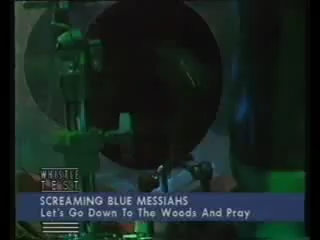 WHISTLE
TEST
SCREAMING BLUE MESSIAHS
Let's Go Down To The Woods And Pray